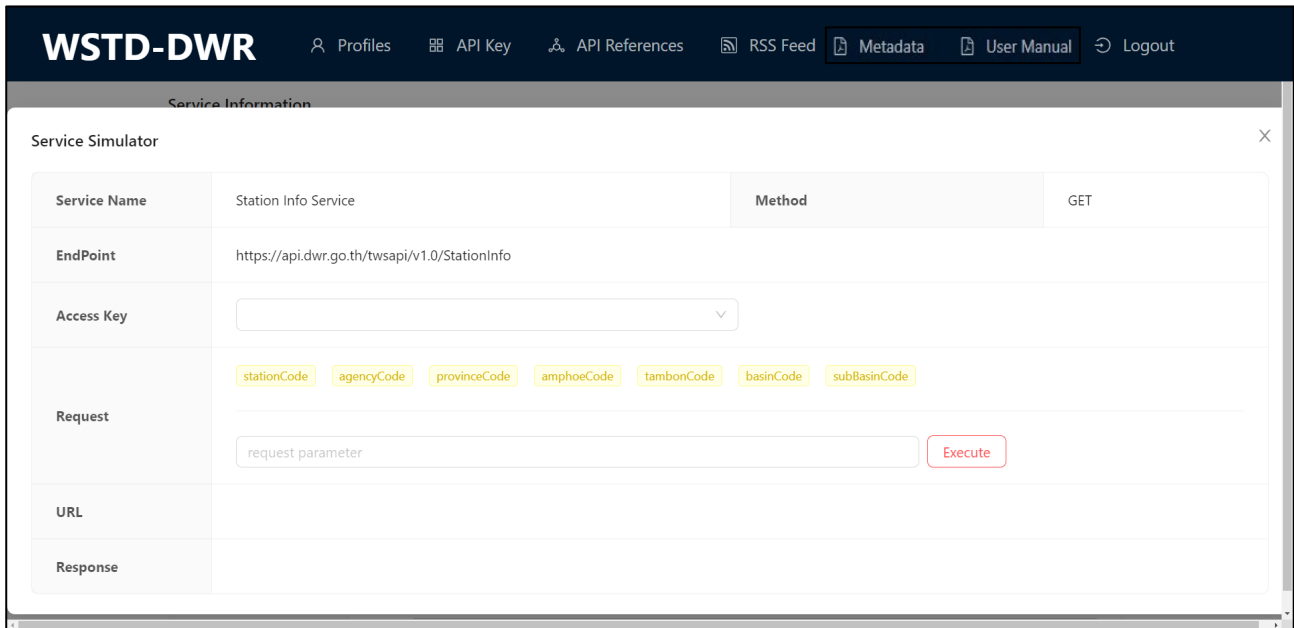 WSTD-DWR Profiles API Key API References RSS Feed Metadata User Manual Logout
Service Information
Service Simulator
Service Name Station Info Service Method GET
EndPoint https://api.dwr.go.th/twsapi/v1.0/StationInfo
Access Key
stationCode agencyCode provinceCode amphoeCode tambonCode basinCode subBasinCode
Request
request parameter Execute
URL
Response